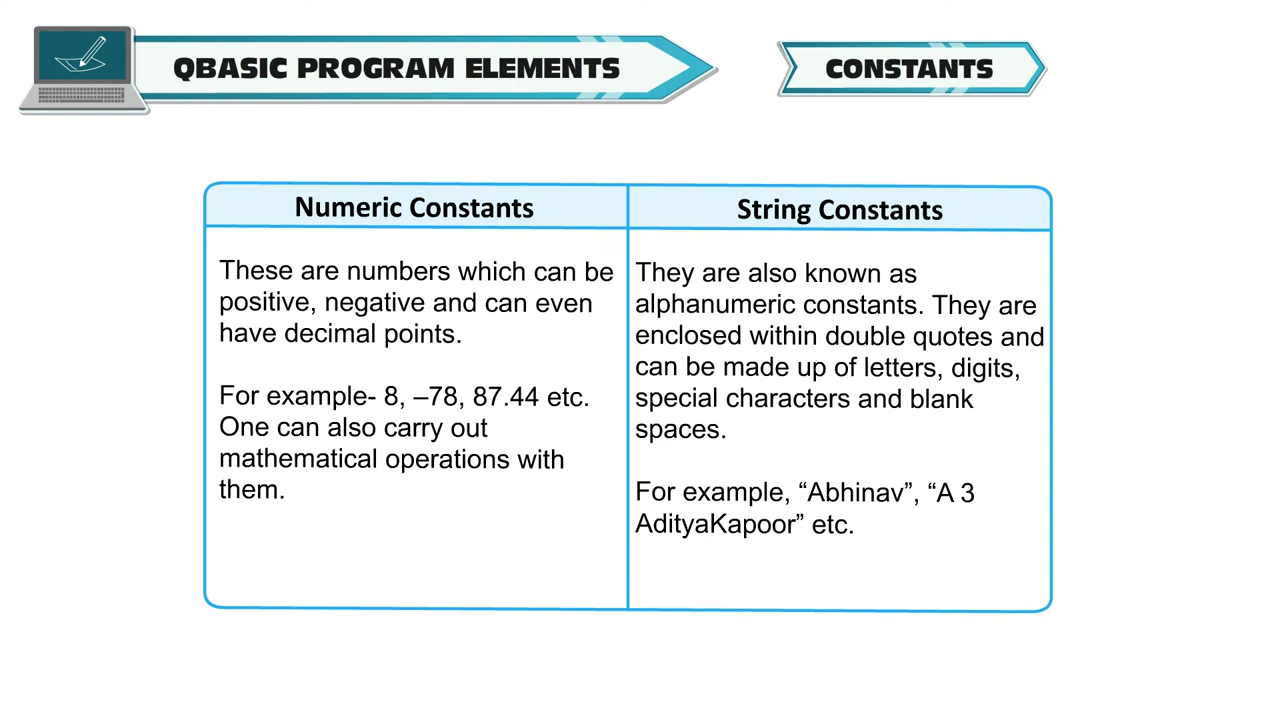 QBASIC PROGRAM ELEMENTS
CONSTANTS
Numeric Constants
These are numbers which can be
positive, negative and can even
have decimal points.
For example- 8, –78, 87.44 etc.
One can also carry out
mathematical operations with
them.
String Constants
They are also known as
alphanumeric constants. They are
enclosed within double quotes and
can be made up of letters, digits,
special characters and blank
spaces.
For example, “Abhinav”, “A 3
AdityaKapoor” etc.